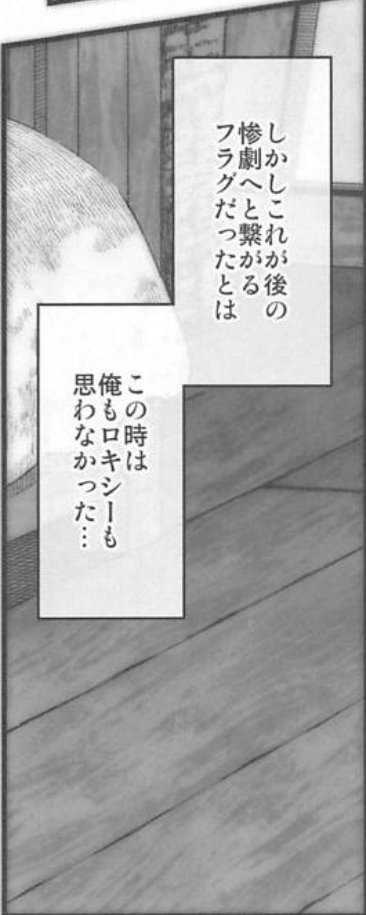 しかしこれが後の
惨劇へと繋がる
フラグだったとは
この時は
俺もロキシーも
思わなかった…